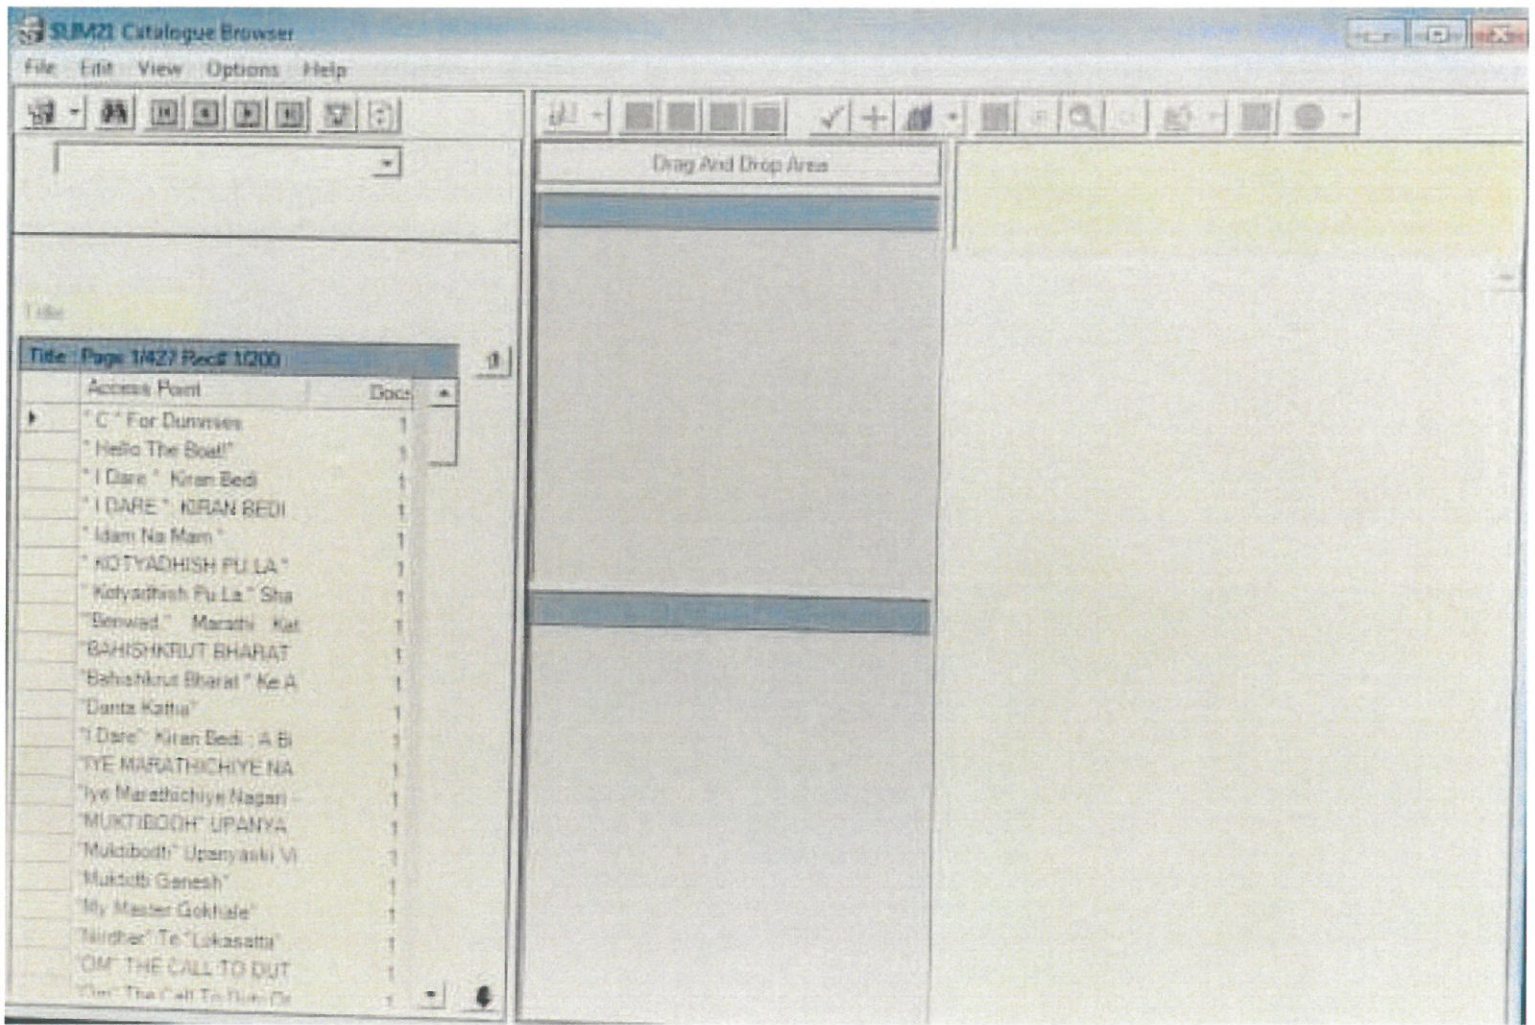 SLIM21 Catalogue Browser
File Edit View Options Help
Drag And Drop Area
Title
Title Page 1/427 Rec# 1/200
Access Point Docs
" C " For Dummies 1
" Hello The Boat!" 1
" I Dare " Kiran Bedi 1
" I DARE " : KIRAN BEDI 1
" Idam Na Mam " 1
" KOTYADHISH PU.LA." 1
" Kotyadhish Pu.La." Sha 1
"Benwad." Marathi Kat 1
"BAHISHKRUT BHARAT 1
"Bahishkrut Bharat " Ke A 1
"Danta Katha" 1
"I Dare" Kiran Bedi : A Bi 1
"IYE MARATHICHIYE NA 1
"Iye Marathichiye Nagari - 1
"MUKTIBODH" UPANYA 1
"Muktibodh" Upanyaski Vi 1
Ganesh" 1
"My Master Gokhale" 1
"Nirdhar" Te "Lokasatta" 1
"OM" THE CALL TO DUT 1
"Om" The Call To Duty 1